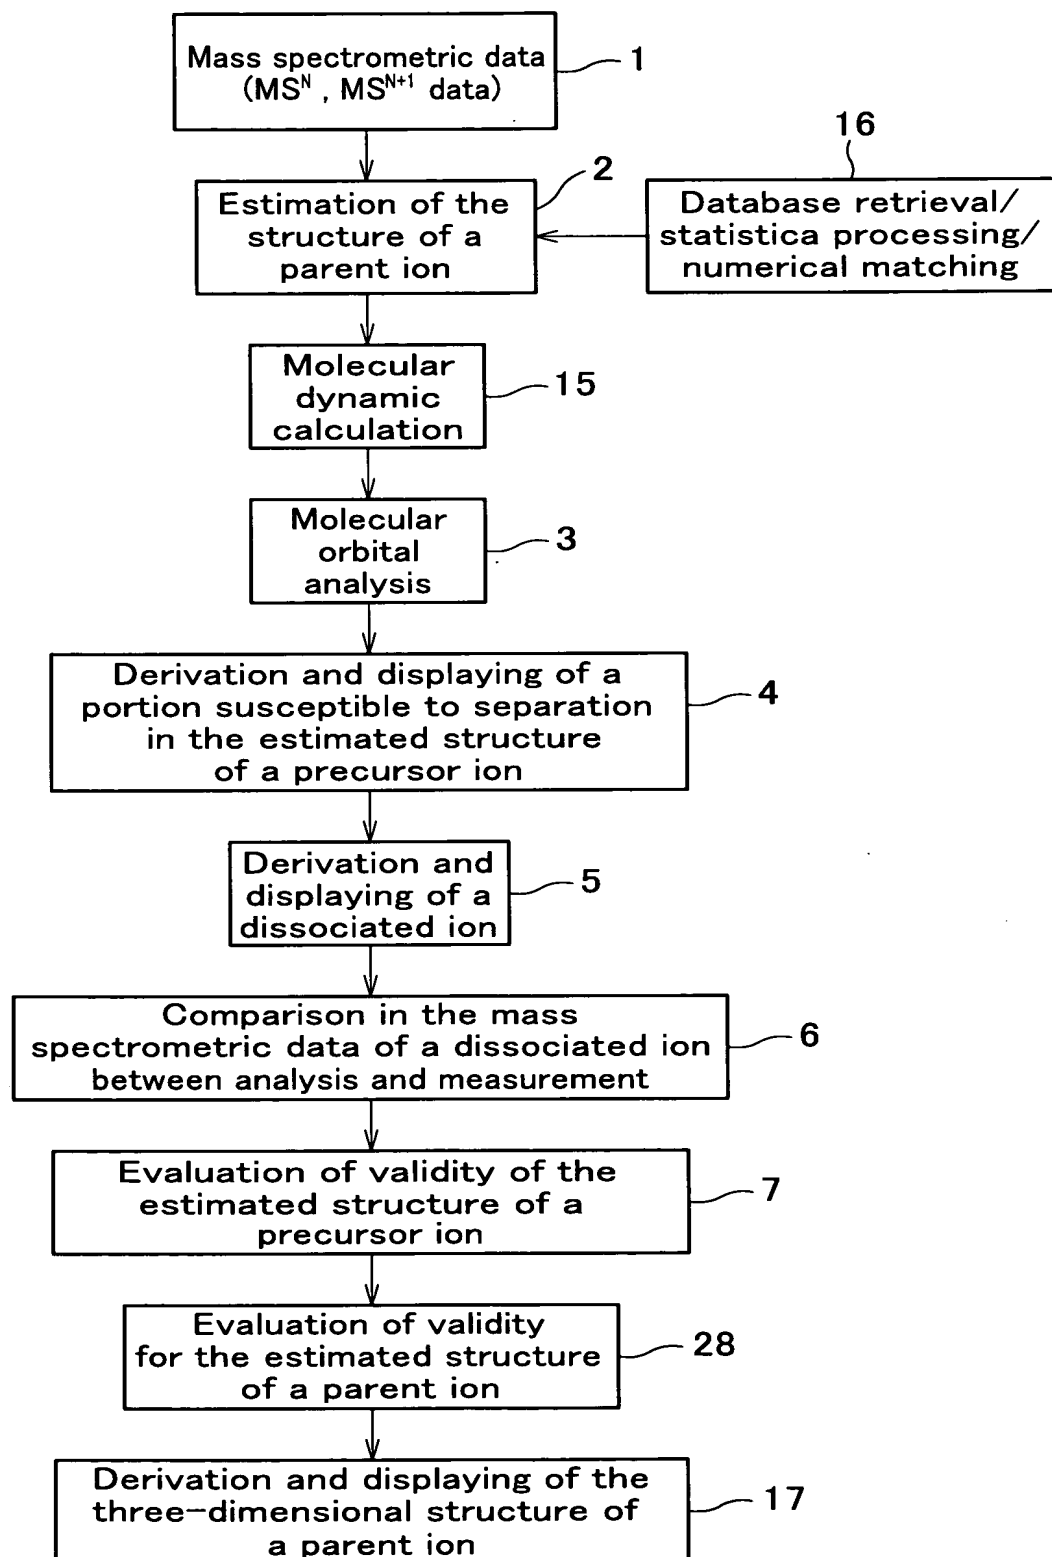 Mass spectrometric data
(MS^N , MS^N+1 data)
1
16
2
Estimation of the
structure of a
parent ion
Database retrieval/
statistica processing/
numerical matching
Molecular
dynamic
calculation
15
Molecular
orbital
analysis
3
Derivation and displaying of a
portion susceptible to separation
in the estimated structure
of a precursor ion
4
Derivation and
displaying of a
dissociated ion
5
Comparison in the mass
spectrometric data of a dissociated ion
between analysis and measurement
6
Evaluation of validity of the
estimated structure of a
precursor ion
7
Evaluation of validity
for the estimated structure
of a parent ion
28
Derivation and displaying of the
three-dimensional structure of
a parent ion
17